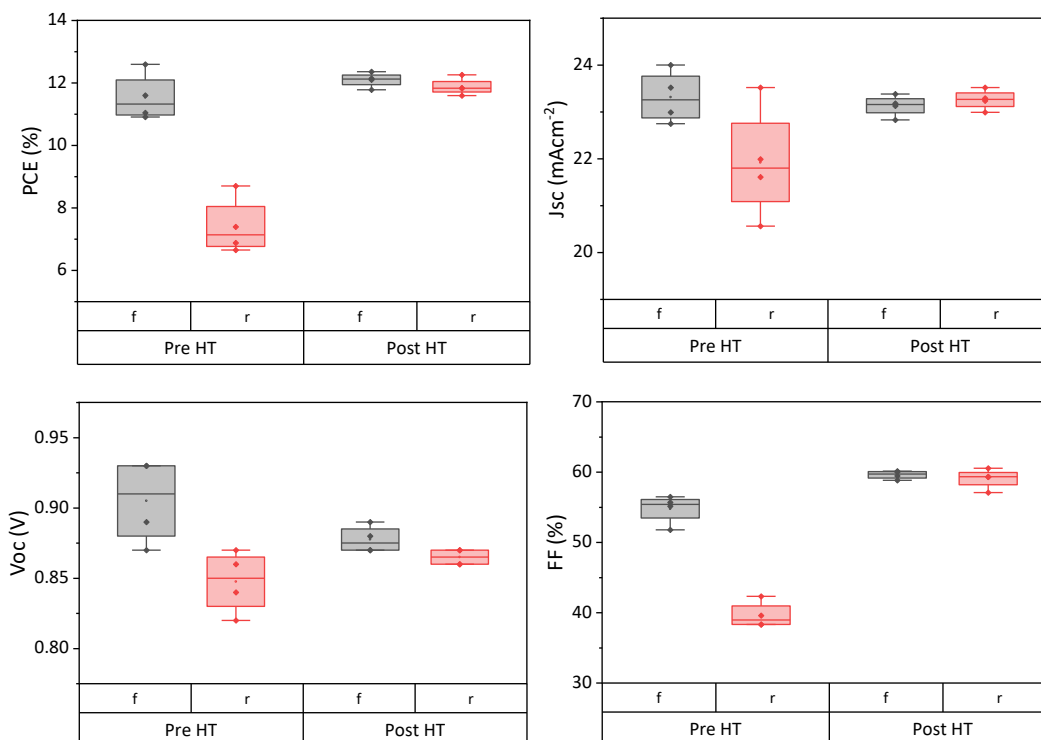 PCE (%)
14
12
10
8
6
f r f r
Pre HT Post HT
Jsc (mAcm⁻²)
24
22
20
f r f r
Pre HT Post HT
Voc (V)
0.95
0.90
0.85
0.80
f r f r
Pre HT Post HT
FF (%)
70
60
50
40
30
f r f r
Pre HT Post HT